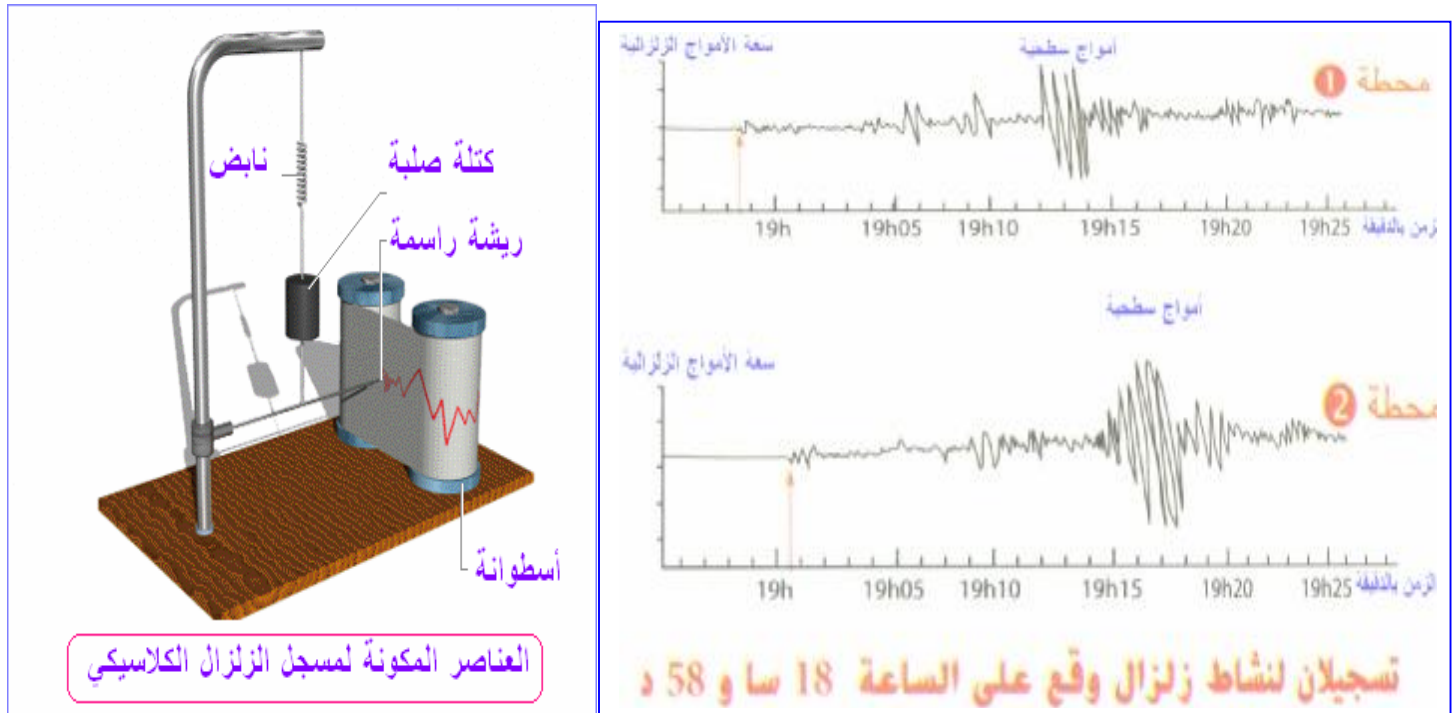 نابض
كتلة صلبة
ريشة راسمة
أسطوانة
العناصر المكونة لمسجل الزلزال الكلاسيكي
سعة الأمواج الزلزالية
أمواج سطحية
محطة 1
19h 19h05 19h10 19h15 19h20 19h25
الزمن بالدقيقة
أمواج سطحية
سعة الأمواج الزلزالية
محطة 2
19h 19h05 19h10 19h15 19h20 19h25
الزمن بالدقيقة
تسجيلان لنشاط زلزال وقع على الساعة 18 سا و 58 د